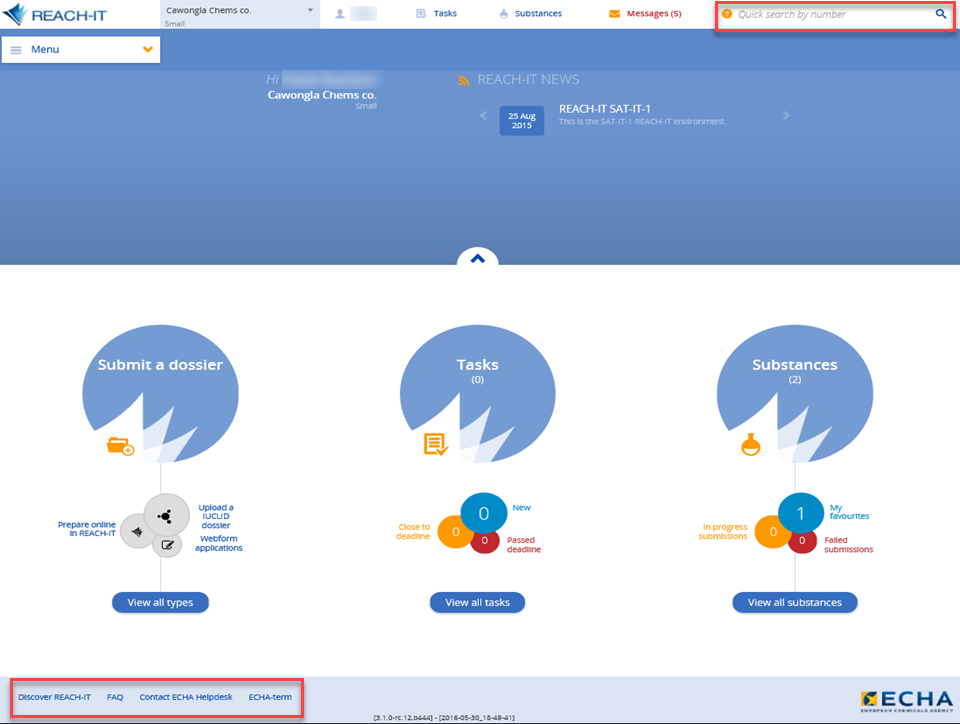 REACH-IT
Cawongla Chems co.
Small
Tasks
Substances
Messages (5)
? Quick search by number
Menu
Hi
Cawongla Chems co.
Small
REACH-IT NEWS
25 Aug
2015
REACH-IT SAT-IT-1
This is the SAT-IT-1 REACH-IT environment.
Submit a dossier
Prepare online
in REACH-IT
Upload a
IUCLID
dossier
Webform
applications
View all types
Tasks
(0)
Close to
deadline
0
0
New
0
Passed
deadline
View all tasks
Substances
(2)
In progress
submissions
0
1
My
favourites
0
Failed
submissions
View all substances
Discover REACH-IT
FAQ
Contact ECHA Helpdesk
ECHA-term
[3.1.0-rc.12.b444] - [2016-05-30_18-49-41]
ECHA
EUROPEAN CHEMICALS AGENCY